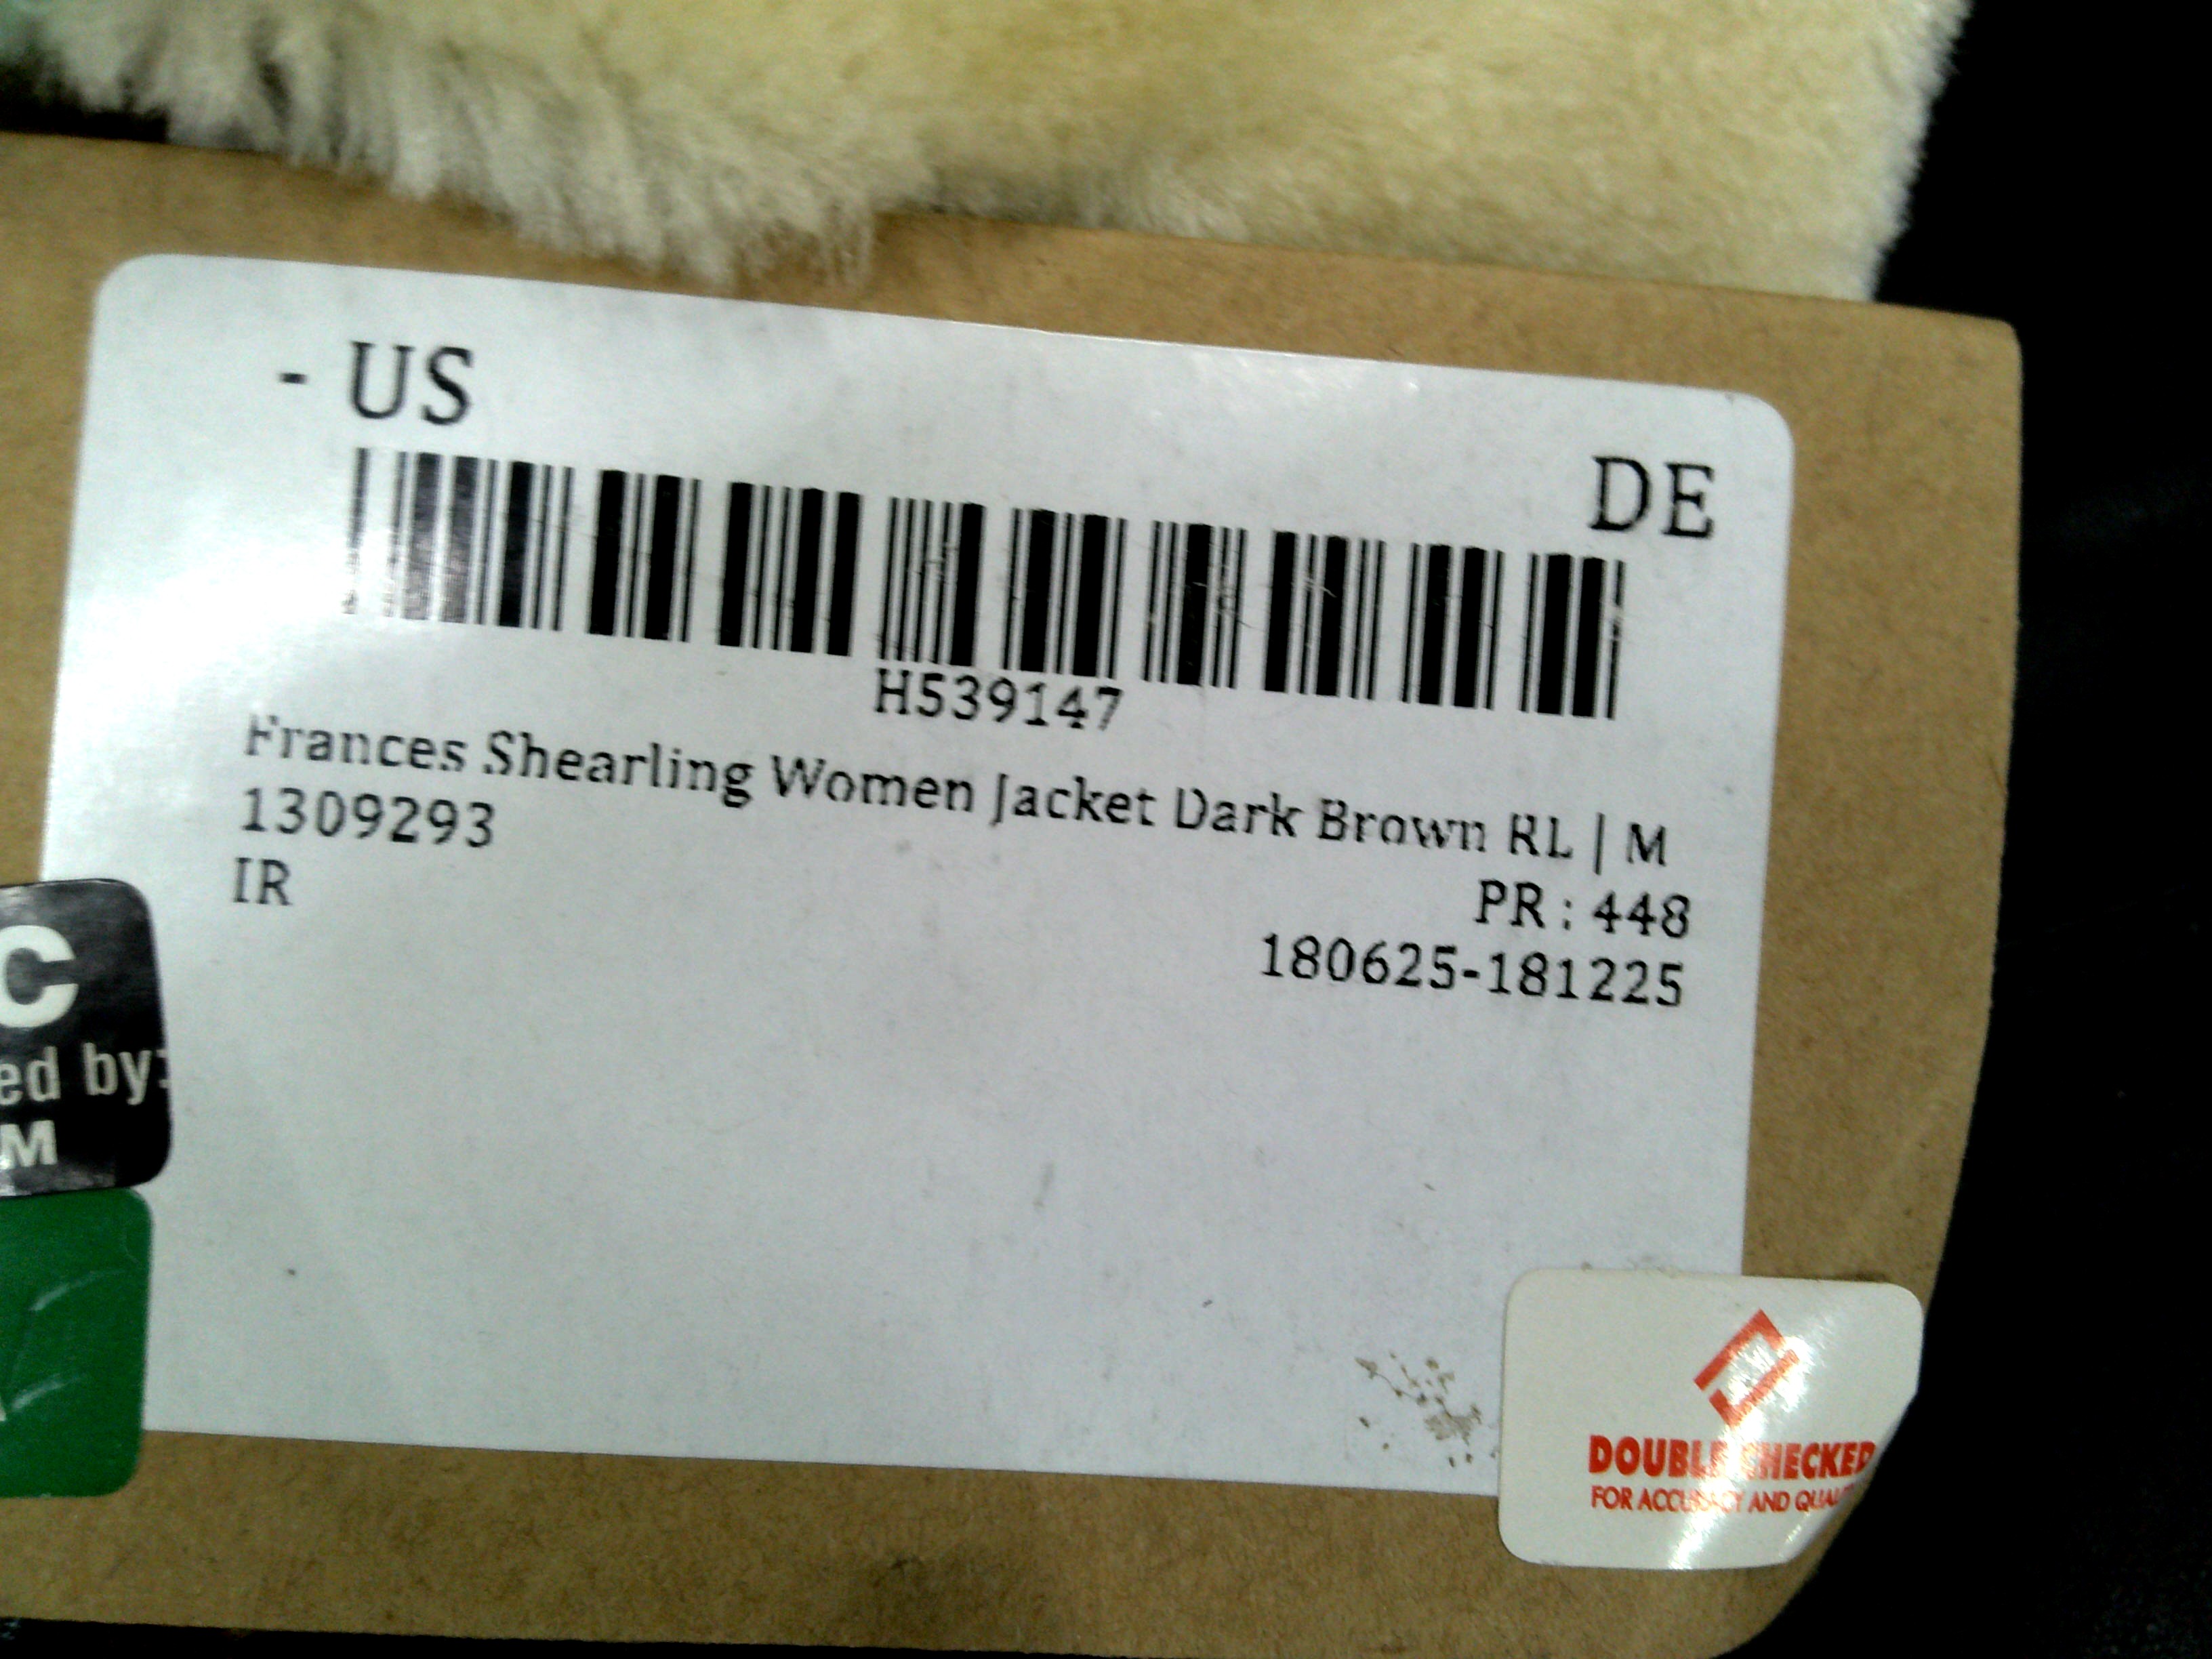 - US
DE
H539147
Frances Shearling Women Jacket Dark Brown RL | M
1309293
PR : 448
IR
180625-181225
C
ed by:
M
DOUBLE CHECKED
FOR ACCURACY AND QUAL